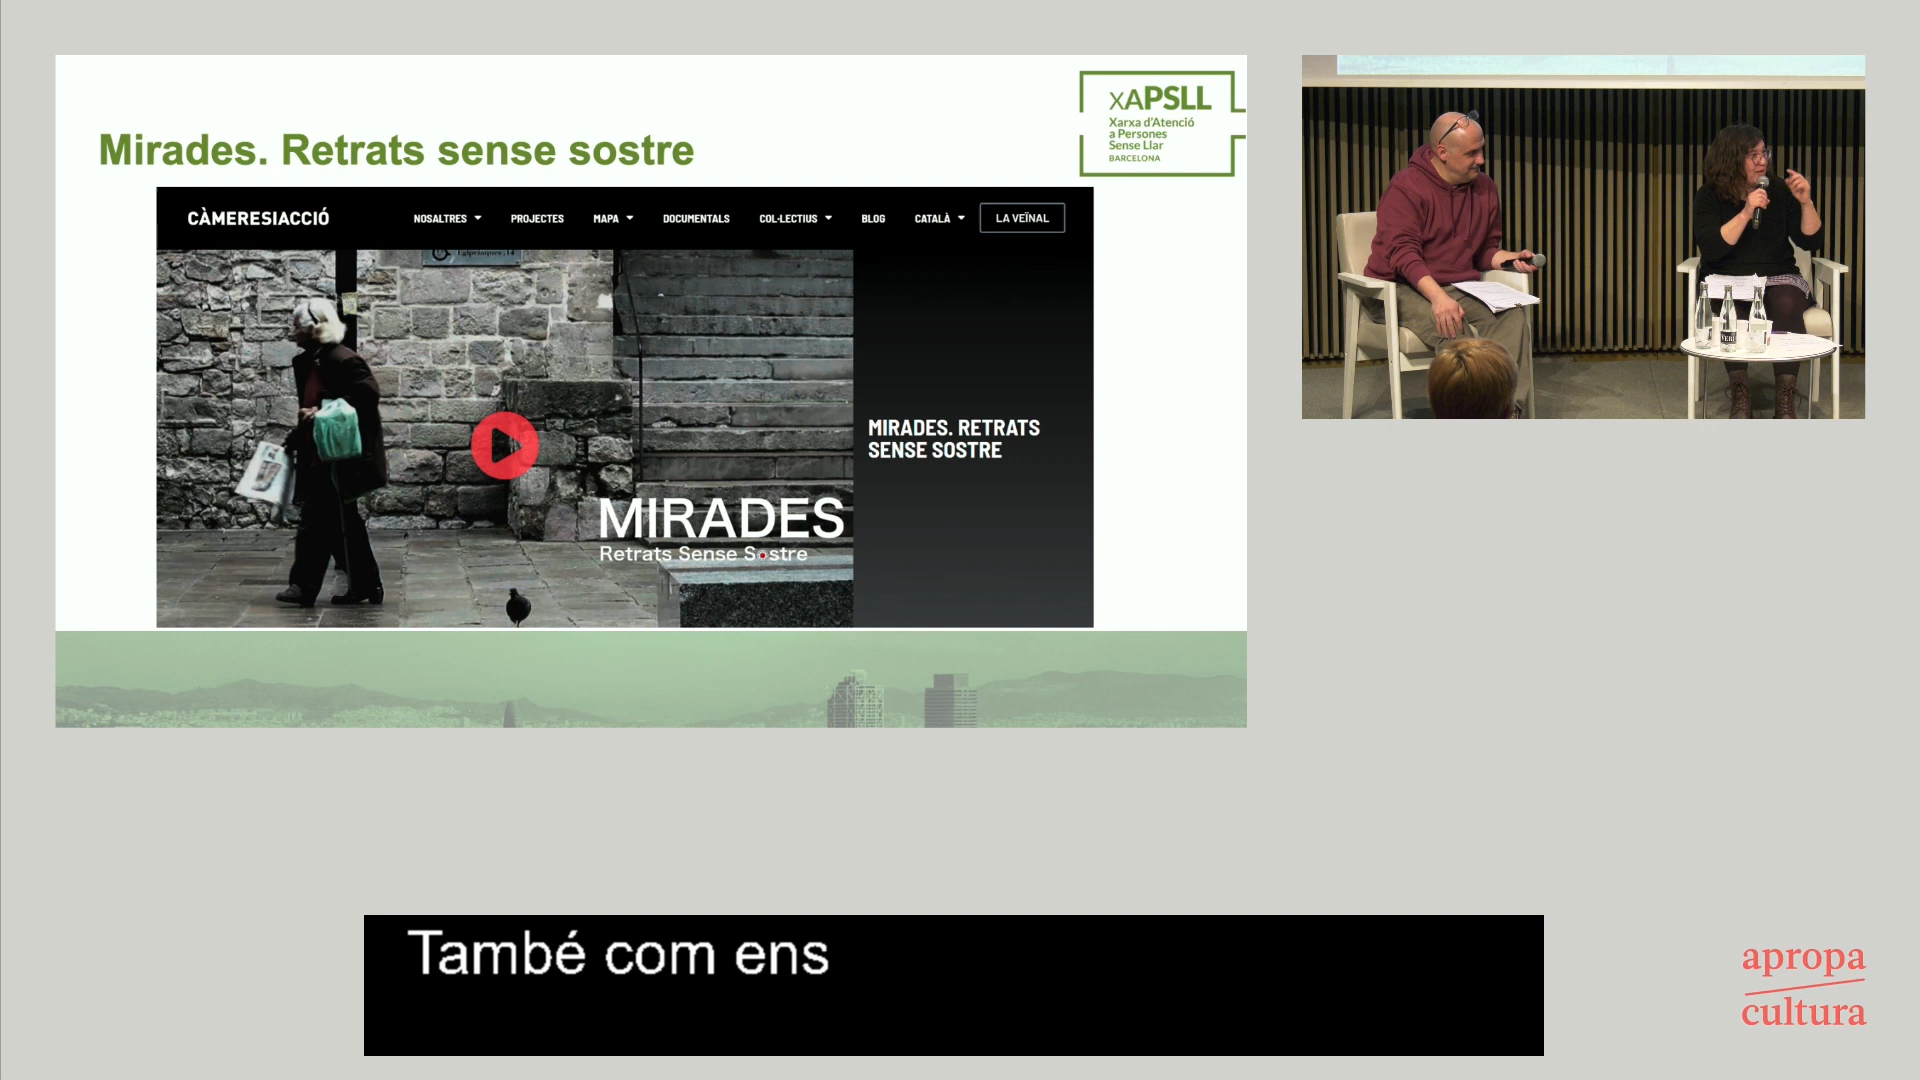 Mirades. Retrats sense sostre
xAPSLL
Xarxa d'Atenció
a Persones
Sense Llar
BARCELONA
CÀMERESIACCIÓ
NOSALTRES
PROJECTES
MAPA
DOCUMENTALS
COL·LECTIUS
BLOG
CATALÀ
LA VEÏNAL
MIRADES. RETRATS
SENSE SOSTRE
MIRADES
Retrats Sense Sostre
També com ens
apropa
cultura